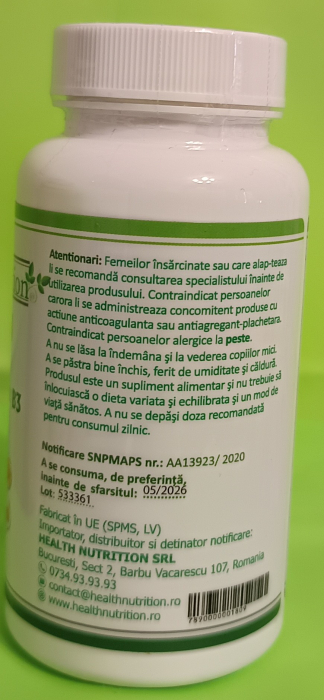 on
83
Atentionari: Femeilor însărcinate sau care alap-teaza
li se recomandă consultarea specialistului înainte de
utilizarea produsului. Contraindicat persoanelor
carora li se administreaza concomitent produse cu
actiune anticoagulanta sau antiagregant-plachetara.
Contraindicat persoanelor alergice la peste.
A nu se lăsa la îndemâna și la vederea copiilor mici.
A se păstra bine închis, ferit de umiditate și căldură.
Produsul este un supliment alimentar și nu trebuie să
înlocuiască o dieta variata și echilibrata și un mod de
viață sănătos. A nu se depăși doza recomandată
pentru consumul zilnic.
Notificare SNPMAPS nr.: AA13923/ 2020
A se consuma, de preferință,
înainte de sfarsitul: 05/2026
Lot: 533361
Fabricat în UE (SPMS, LV)
Importator, distribuitor si detinator notificare:
HEALTH NUTRITION SRL
Bucuresti, Sect 2, Barbu Vacarescu 107, Romania
0734.93.93.93
contact@healthnutrition.ro
www.healthnutrition.ro